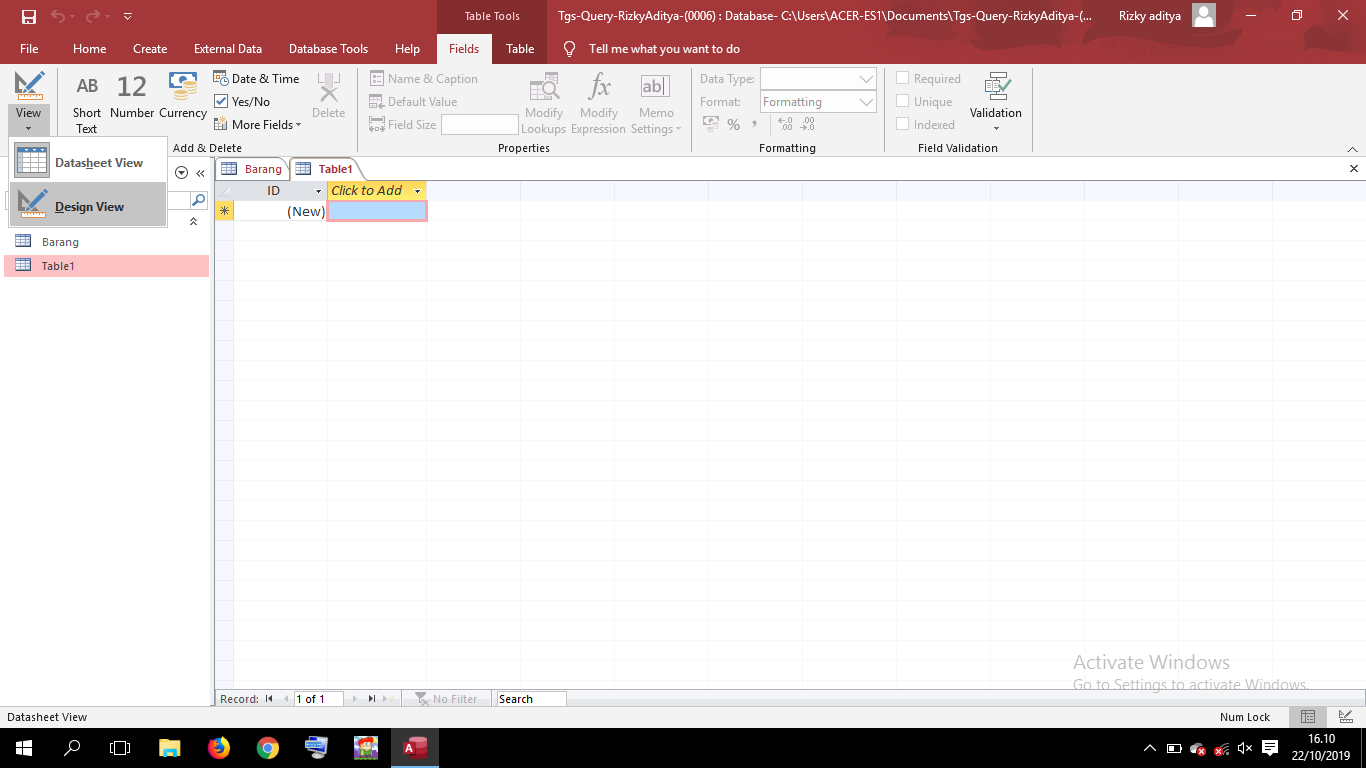 Table Tools
Tgs-Query-RizkyAditya-(0006) : Database- C:\Users\ACER-ES1\Documents\Tgs-Query-RizkyAditya-(...
Rizky aditya
File Home Create External Data Database Tools Help Fields Table Tell me what you want to do
View
AB
Short Text
12
Number
Currency
Date & Time
Yes/No
More Fields
Delete
Add & Delete
Name & Caption
Default Value
Field Size
Modify Lookups
fx
Modify Expression
ab|
Memo Settings
Properties
Data Type:
Format: Formatting
% , .00 .00
Formatting
Required
Unique
Indexed
Validation
Field Validation
Datasheet View
Design View
Barang
Table1
Barang Table1
ID Click to Add
(New)
Activate Windows
Go to Settings to activate Windows.
Record: 1 of 1 No Filter Search
Datasheet View
Num Lock
A
16.10
22/10/2019